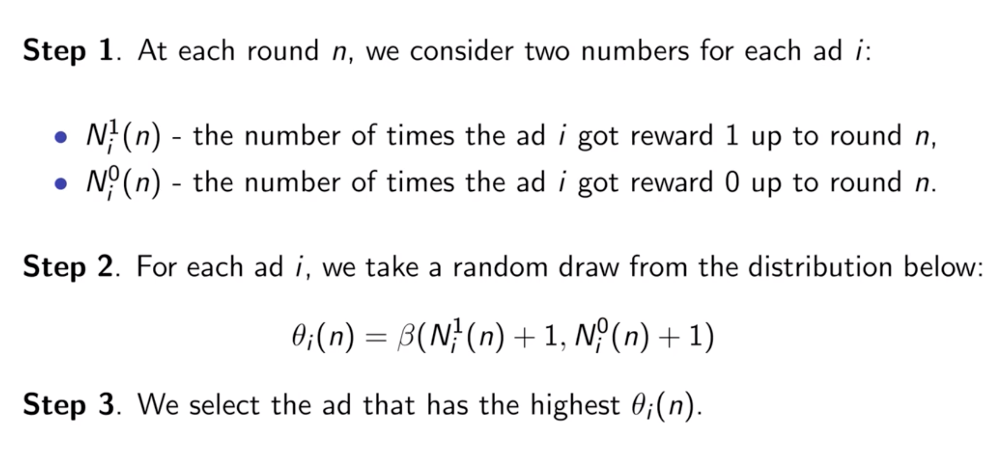 Step 1. At each round n, we consider two numbers for each ad i:
• N_i^1(n) - the number of times the ad i got reward 1 up to round n,
• N_i^0(n) - the number of times the ad i got reward 0 up to round n.
Step 2. For each ad i, we take a random draw from the distribution below:
θ_i(n) = β(N_i^1(n) + 1, N_i^0(n) + 1)
Step 3. We select the ad that has the highest θ_i(n).